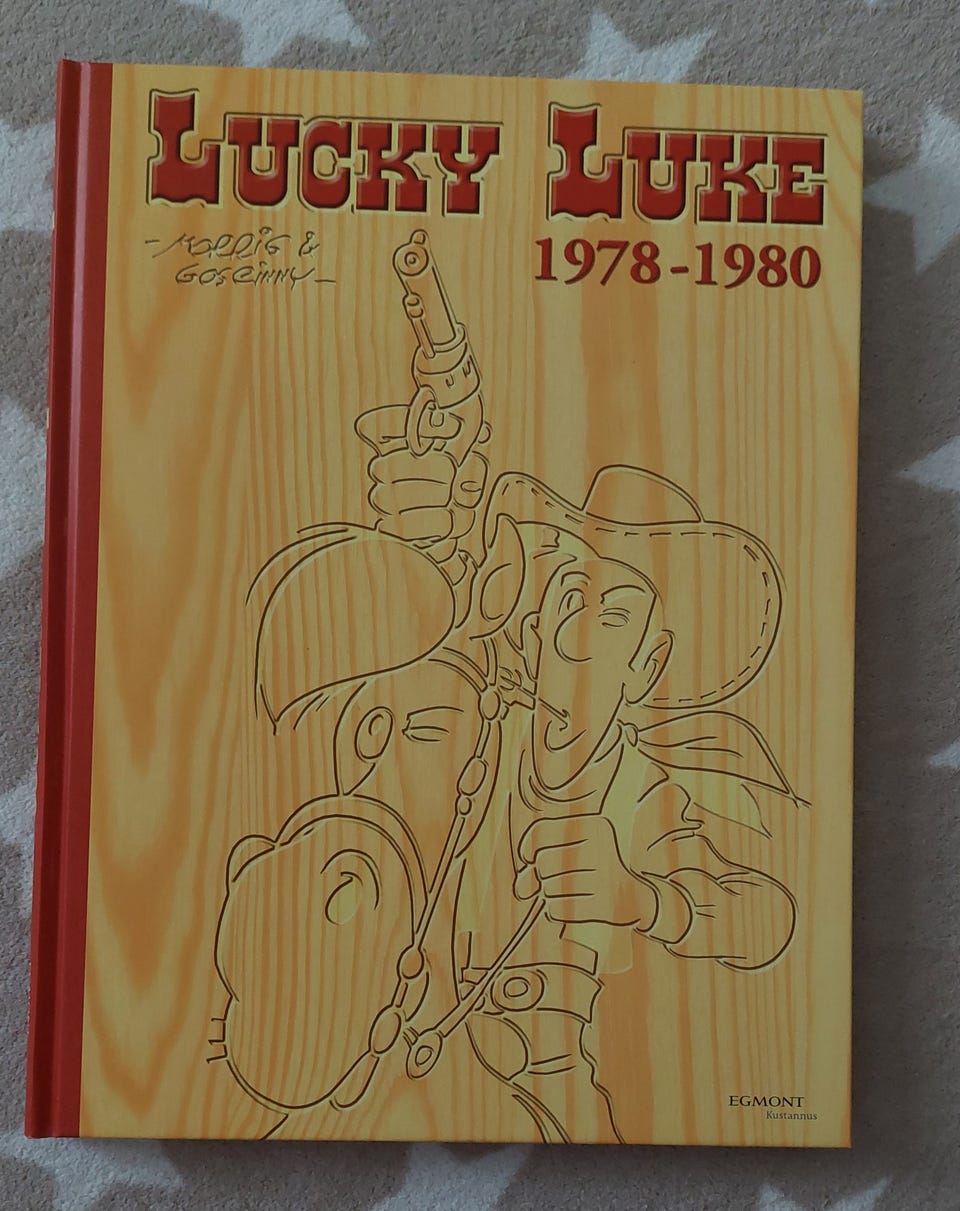 LUCKY LUKE
- MORRIS &
GOSCINNY -
1978-1980
EGMONT
Kustannus